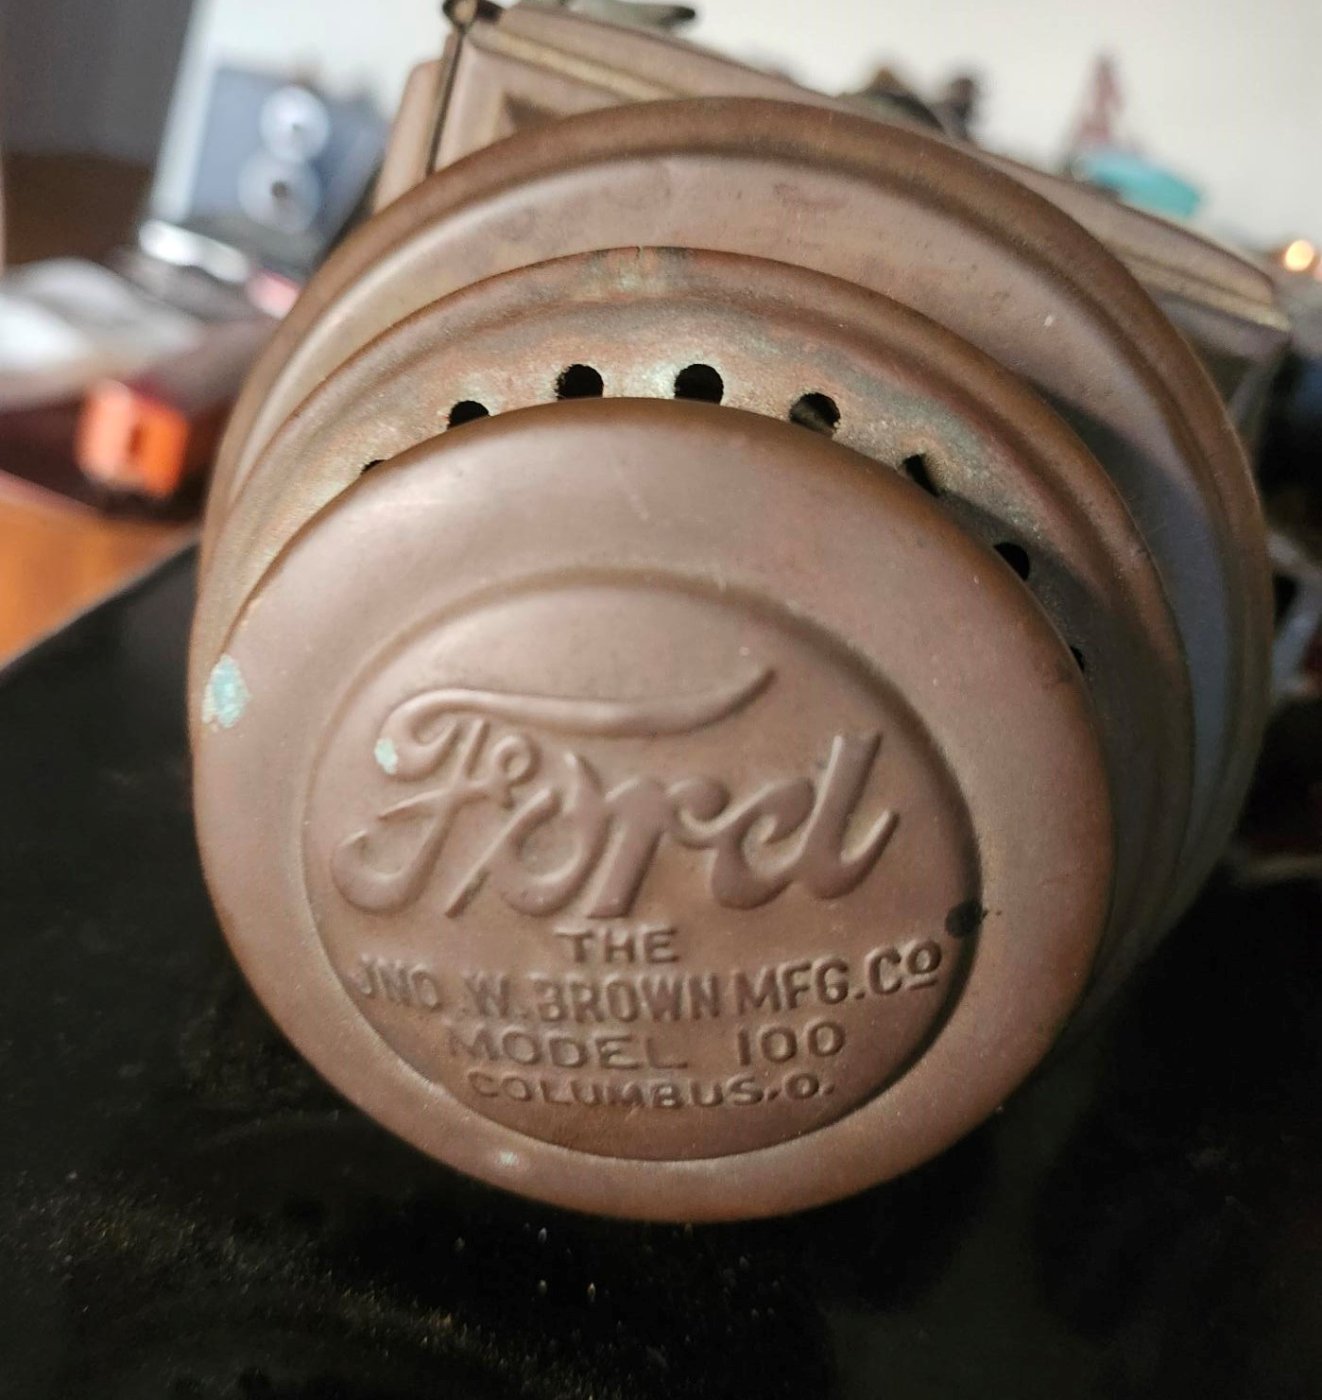 Ford
THE
JNO.W.BROWN MFG.Co
MODEL 100
COLUMBUS.O.